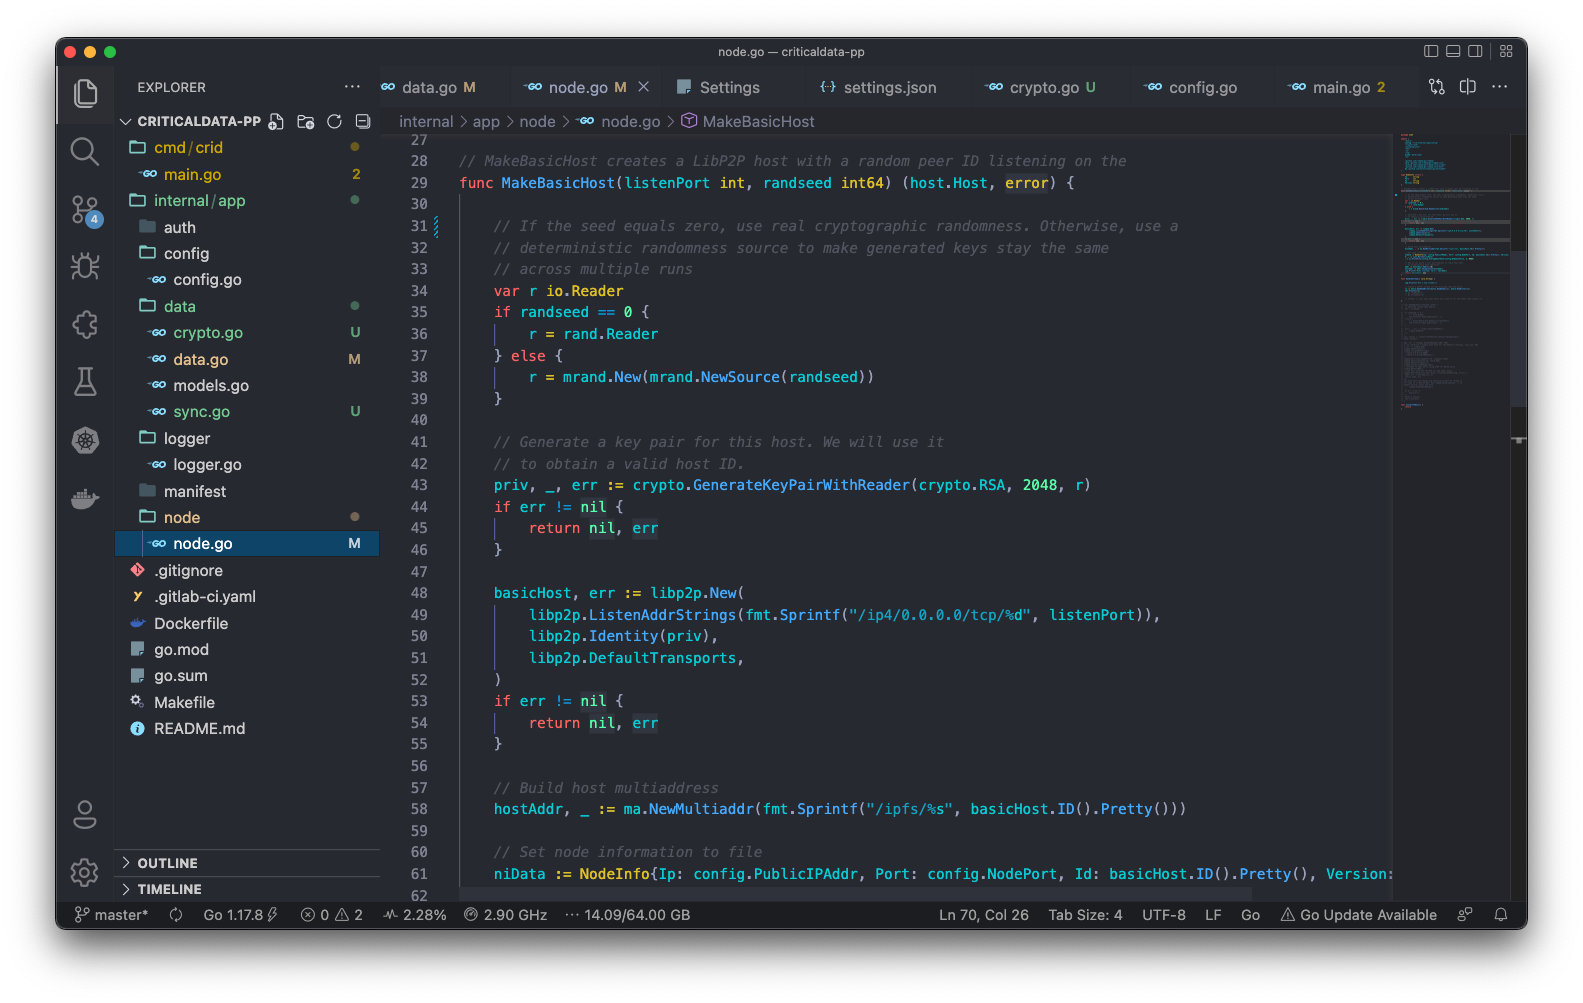 node.go — criticaldata-pp
EXPLORER
data.go M
node.go M
Settings
settings.json
crypto.go U
config.go
main.go 2
CRITICALDATA-PP
internal > app > node > node.go > MakeBasicHost
cmd/crid
main.go 2
internal/app
auth
config
config.go
data
crypto.go U
data.go M
models.go
sync.go U
logger
logger.go
manifest
node
node.go M
.gitignore
.gitlab-ci.yaml
Dockerfile
go.mod
go.sum
Makefile
README.md
OUTLINE
TIMELINE
4
27
28 // MakeBasicHost creates a LibP2P host with a random peer ID listening on the
29 func MakeBasicHost(listenPort int, randseed int64) (host.Host, error) {
30
31 // If the seed equals zero, use real cryptographic randomness. Otherwise, use a
32 // deterministic randomness source to make generated keys stay the same
33 // across multiple runs
34 var r io.Reader
35 if randseed == 0 {
36 r = rand.Reader
37 } else {
38 r = mrand.New(mrand.NewSource(randseed))
39 }
40
41 // Generate a key pair for this host. We will use it
42 // to obtain a valid host ID.
43 priv, _, err := crypto.GenerateKeyPairWithReader(crypto.RSA, 2048, r)
44 if err != nil {
45 return nil, err
46 }
47
48 basicHost, err := libp2p.New(
49 libp2p.ListenAddrStrings(fmt.Sprintf("/ip4/0.0.0.0/tcp/%d", listenPort)),
50 libp2p.Identity(priv),
51 libp2p.DefaultTransports,
52 )
53 if err != nil {
54 return nil, err
55 }
56
57 // Build host multiaddress
58 hostAddr, _ := ma.NewMultiaddr(fmt.Sprintf("/ipfs/%s", basicHost.ID().Pretty()))
59
60 // Set node information to file
61 niData := NodeInfo{Ip: config.PublicIPAddr, Port: config.NodePort, Id: basicHost.ID().Pretty(), Version:
62
master* Go 1.17.8 0 2 2.28% 2.90 GHz 14.09/64.00 GB Ln 70, Col 26 Tab Size: 4 UTF-8 LF Go Go Update Available